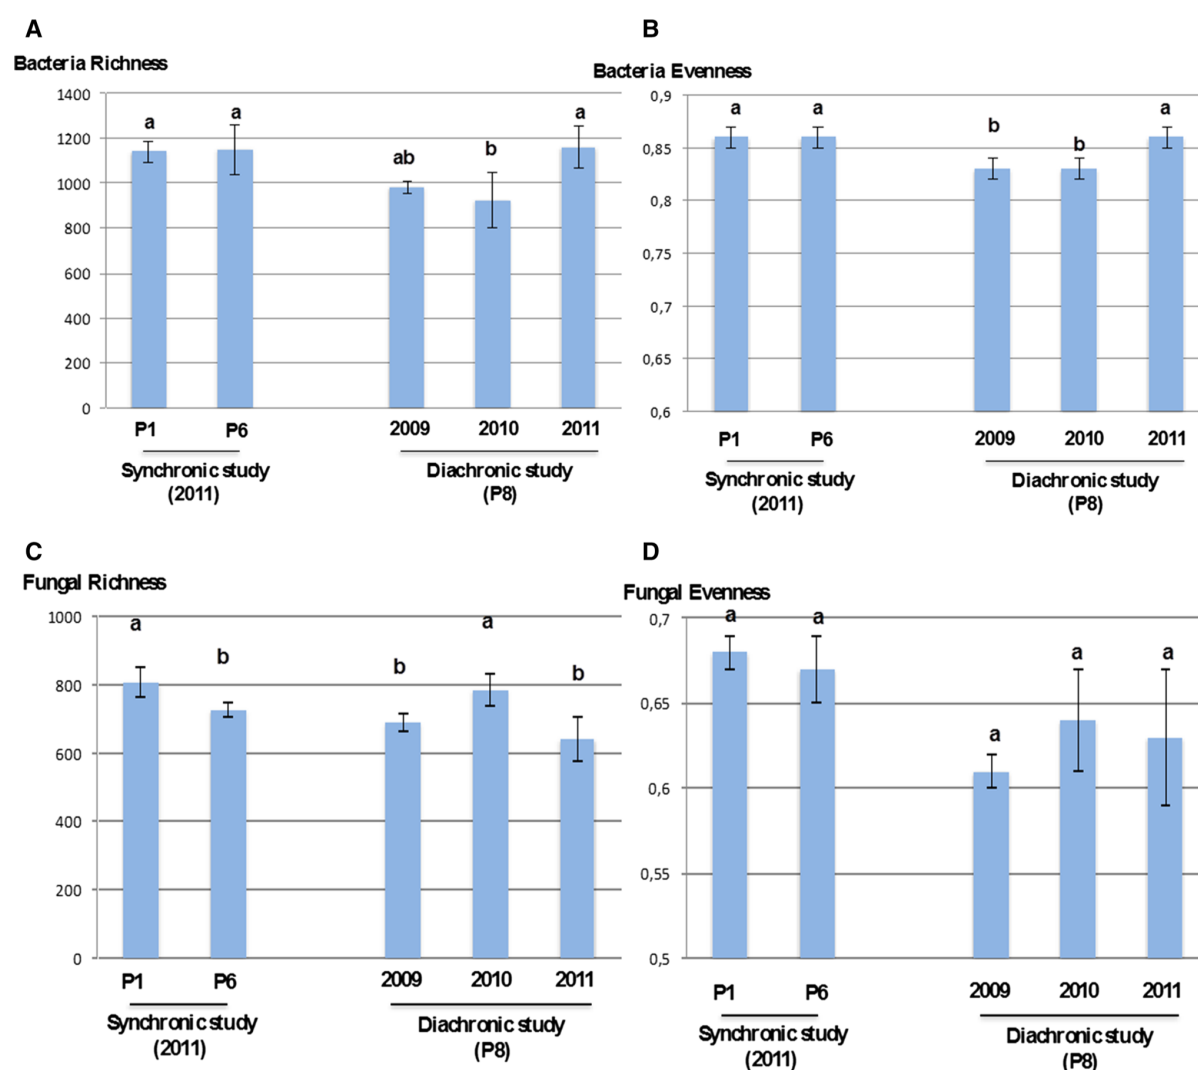 A
Bacteria Richness
1400
1200
1000
800
600
400
200
0
a
a
ab
b
a
P1
P6
2009
2010
2011
Synchronic study
(2011)
Diachronic study
(P8)
B
Bacteria Evenness
0,9
0,85
0,8
0,75
0,7
0,65
0,6
a
a
b
b
a
P1
P6
2009
2010
2011
Synchronic study
(2011)
Diachronic study
(P8)
C
Fungal Richness
1000
800
600
400
200
0
a
b
b
a
b
P1
P6
2009
2010
2011
Synchronic study
(2011)
Diachronic study
(P8)
D
Fungal Evenness
0,7
0,65
0,6
0,55
0,5
a
a
a
a
a
P1
P6
2009
2010
2011
Synchronic study
(2011)
Diachronic study
(P8)